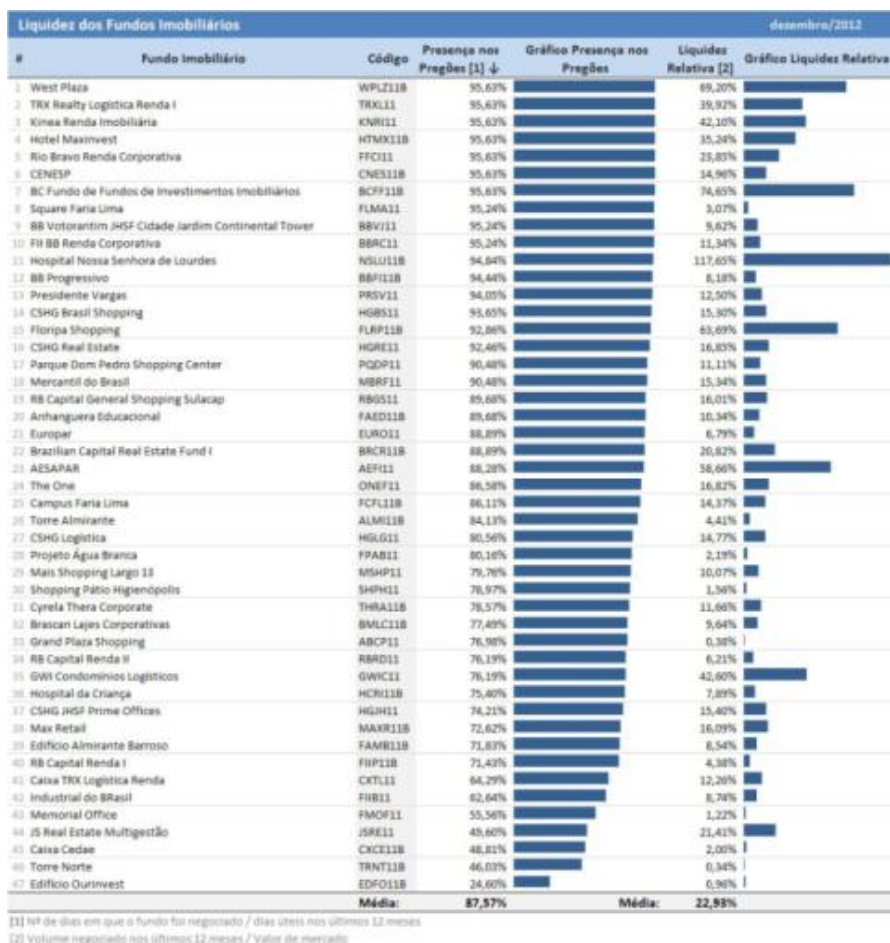 Liquidez dos Fundos Imobiliários dezembro/2012
# Fundo Imobiliário Código Presença nos Pregões [1] ↓ Gráfico Presença nos Pregões Liquidez Relativa [2] Gráfico Liquidez Relativa
1 West Plaza WPLZ11B 95,63% 69,20%
2 TRX Realty Logística Renda I TRXL11 95,63% 39,92%
3 Kinea Renda Imobiliária KNRI11 95,63% 42,10%
4 Hotel Maxinvest HTMX11B 95,63% 35,24%
5 Rio Bravo Renda Corporativa FFCI11 95,63% 23,85%
6 CENESP CNES11B 95,63% 14,96%
7 BC Fundo de Fundos de Investimentos Imobiliários BCFF11B 95,63% 74,65%
8 Square Faria Lima FLMA11 95,24% 3,07%
9 BB Votorantim JHSF Cidade Jardim Continental Tower BBVJ11 95,24% 9,62%
10 FII BB Renda Corporativa BBRC11 95,24% 11,34%
11 Hospital Nossa Senhora de Lourdes NSLU11B 94,84% 117,65%
12 BB Progressivo BBFI11B 94,44% 8,18%
13 Presidente Vargas PRSV11 94,05% 12,50%
14 CSHG Brasil Shopping HGBS11 93,65% 15,30%
15 Floripa Shopping FLRP11B 92,86% 63,69%
16 CSHG Real Estate HGRE11 92,46% 16,85%
17 Parque Dom Pedro Shopping Center PQDP11 90,48% 11,11%
18 Mercantil do Brasil MBRF11 90,48% 15,34%
19 RB Capital General Shopping Sulacap RBGS11 89,68% 16,01%
20 Anhanguera Educacional FAED11B 89,68% 10,34%
21 Europar EURO11 88,89% 6,79%
22 Brazilian Capital Real Estate Fund I BRCR11B 88,89% 20,82%
23 AESAPAR AEFI11 88,28% 58,66%
24 The One ONEF11 86,58% 16,82%
25 Campus Faria Lima FCFL11B 86,11% 14,37%
26 Torre Almirante ALMI11B 84,13% 4,41%
27 CSHG Logística HGLG11 80,56% 14,77%
28 Projeto Água Branca FPAB11 80,16% 2,19%
29 Mais Shopping Largo 13 MSHP11 79,76% 10,07%
30 Shopping Pátio Higienópolis SHPH11 78,97% 1,56%
31 Cyrela Thera Corporate THRA11B 78,57% 11,66%
32 Brascan Lajes Corporativas BMLC11B 77,49% 9,64%
33 Grand Plaza Shopping ABCP11 76,98% 0,38%
34 RB Capital Renda II RBRD11 76,19% 6,21%
35 GWI Condomínios Logísticos GWIC11 76,19% 42,60%
36 Hospital da Criança HCRI11B 75,40% 7,89%
37 CSHG JHSF Prime Offices HGJH11 74,21% 15,40%
38 Max Retail MAXR11B 72,62% 16,09%
39 Edifício Almirante Barroso FAMB11B 71,83% 8,54%
40 RB Capital Renda I FIIP11B 71,43% 4,38%
41 Caixa TRX Logística Renda CXTL11 64,29% 12,26%
42 Industrial do BRasil FIIB11 62,64% 8,74%
43 Memorial Office FMOF11 55,56% 1,22%
44 JS Real Estate Multigestão JSRE11 49,60% 21,41%
45 Caixa Cedae CXCE11B 48,81% 2,00%
46 Torre Norte TRNT11B 46,03% 0,34%
47 Edifício Ourinvest EDFO11B 24,60% 0,96%
Média: 87,57% Média: 22,93%
[1] Nº de dias em que o fundo foi negociado / dias úteis nos últimos 12 meses
[2] Volume negociado nos últimos 12 meses / Valor de mercado